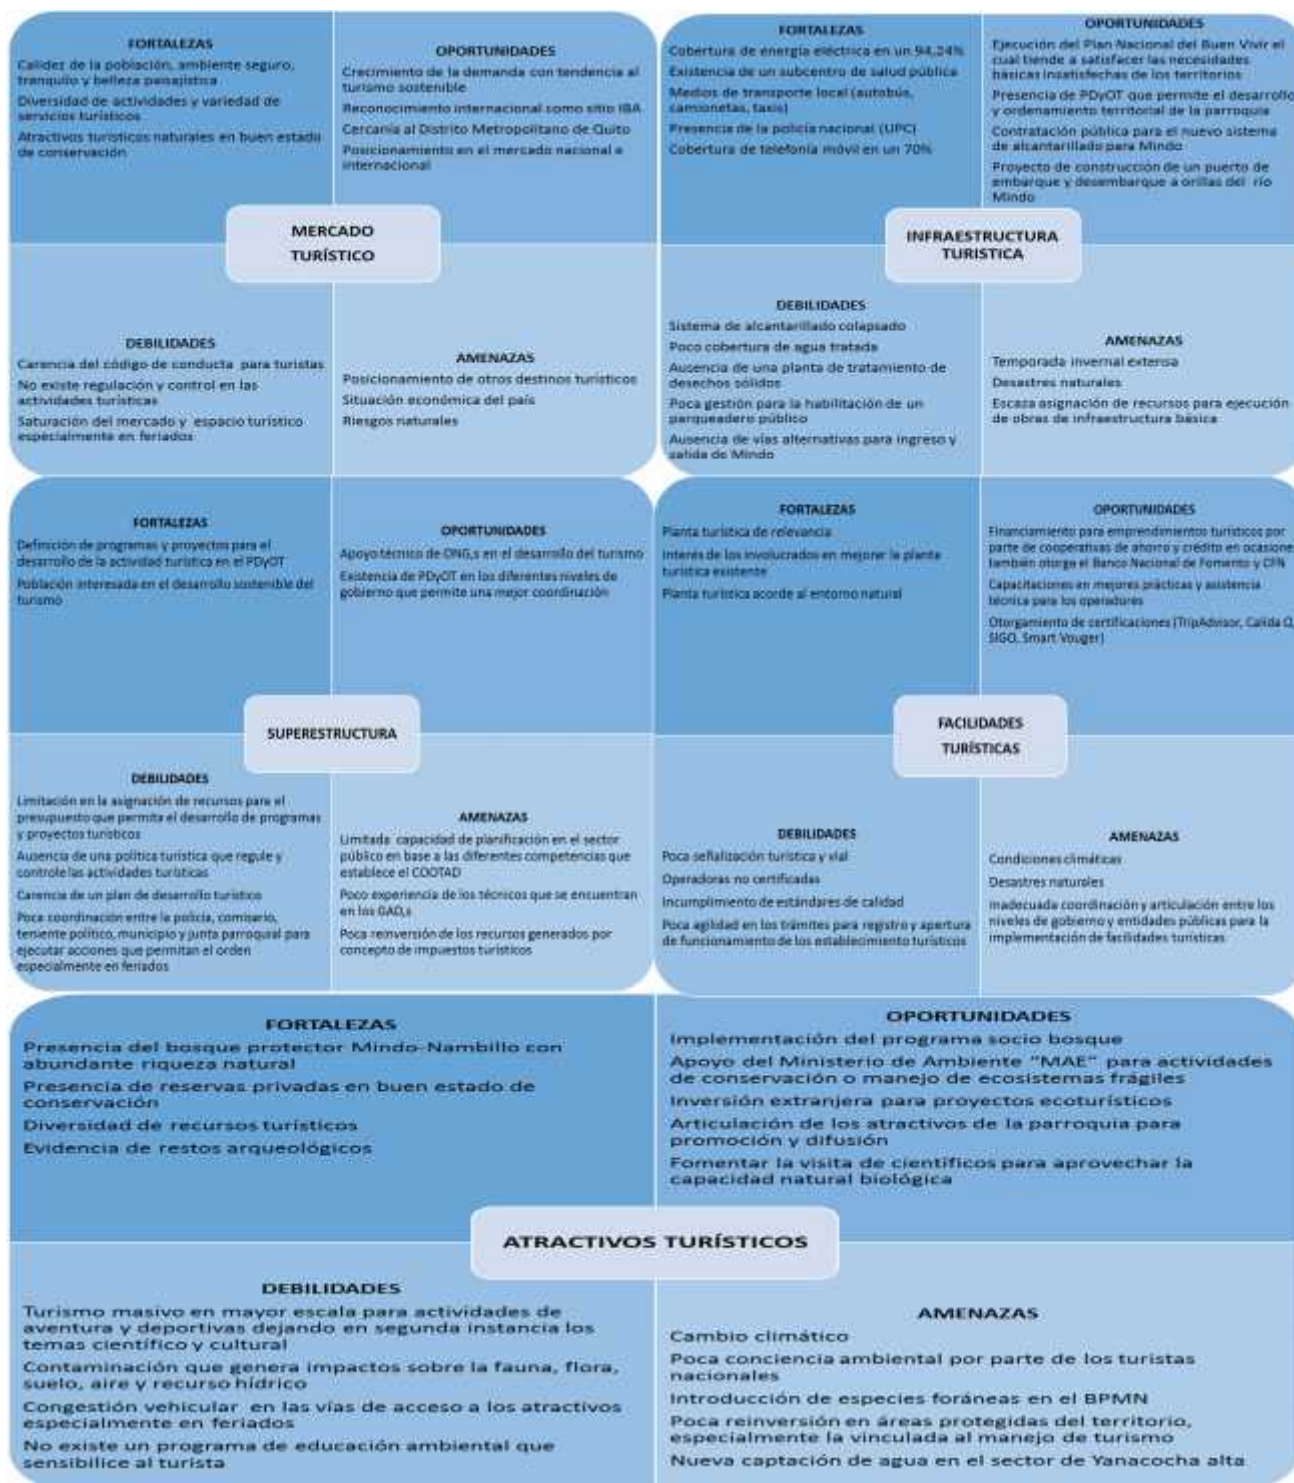 FORTALEZAS
Calidez de la población, ambiente seguro,
tranquilo y belleza paisajística
Diversidad de actividades y variedad de
servicios turísticos
Atractivos turísticos naturales en buen estado
de conservación
OPORTUNIDADES
Crecimiento de la demanda con tendencia al
turismo sostenible
Reconocimiento internacional como sitio IBA
Cercanía al Distrito Metropolitano de Quito
Posicionamiento en el mercado nacional e
internacional
MERCADO
TURÍSTICO
DEBILIDADES
Carencia del código de conducta para turistas
No existe regulación y control en las
actividades turísticas
Saturación del mercado y espacio turístico
especialmente en feriados
AMENAZAS
Posicionamiento de otros destinos turísticos
Situación económica del país
Riesgos naturales
FORTALEZAS
Cobertura de energía eléctrica en un 94,24%
Existencia de un subcentro de salud pública
Medios de transporte local (autobús,
camionetas, taxis)
Presencia de la policía nacional (UPC)
Cobertura de telefonía móvil en un 70%
OPORTUNIDADES
Ejecución del Plan Nacional del Buen Vivir el
cual tiende a satisfacer las necesidades
básicas insatisfechas de los territorios
Presencia de PDyOT que permite el desarrollo
y ordenamiento territorial de la parroquia
Contratación pública para el nuevo sistema
de alcantarillado para Mindo
Proyecto de construcción de un puerto de
embarque y desembarque a orillas del río
Mindo
INFRAESTRUCTURA
TURISTICA
DEBILIDADES
Sistema de alcantarillado colapsado
Poco cobertura de agua tratada
Ausencia de una planta de tratamiento de
desechos sólidos
Poca gestión para la habilitación de un
parqueadero público
Ausencia de vías alternativas para ingreso y
salida de Mindo
AMENAZAS
Temporada invernal extensa
Desastres naturales
Escaza asignación de recursos para ejecución
de obras de infraestructura básica
FORTALEZAS
Definición de programas y proyectos para el
desarrollo de la actividad turística en el PDyOT
Población interesada en el desarrollo sostenible del
turismo
OPORTUNIDADES
Apoyo técnico de ONG,s en el desarrollo del turismo
Existencia de PDyOT en los diferentes niveles de
gobierno que permite una mejor coordinación
SUPERESTRUCTURA
DEBILIDADES
Limitación en la asignación de recursos para el
presupuesto que permita el desarrollo de programas
y proyectos turísticos
Ausencia de una política turística que regule y
controle las actividades turísticas
Carencia de un plan de desarrollo turístico
Poca coordinación entre la policía, comisario,
teniente político, municipio y junta parroquial para
ejecutar acciones que permitan el orden
especialmente en feriados
AMENAZAS
Limitada capacidad de planificación en el sector
público en base a las diferentes competencias que
establece el COOTAD
Poco experiencia de los técnicos que se encuentran
en los GAD,s
Poca reinversión de los recursos generados por
concepto de impuestos turísticos
FORTALEZAS
Planta turística de relevancia
Interés de los involucrados en mejorar la planta
turística existente
Planta turística acorde al entorno natural
OPORTUNIDADES
Financiamiento para emprendimientos turísticos por
parte de cooperativas de ahorro y crédito en ocasione
también otorga el Banco Nacional de Fomento y CFN
Capacitaciones en mejores prácticas y asistencia
técnica para los operadores
Otorgamiento de certificaciones (TripAdvisor, Calida Q,
SIGO, Smart Vouger)
FACILIDADES
TURÍSTICAS
DEBILIDADES
Poca señalización turística y vial
Operadoras no certificadas
Incumplimiento de estándares de calidad
Poca agilidad en los trámites para registro y apertura
de funcionamiento de los establecimiento turísticos
AMENAZAS
Condiciones climáticas
Desastres naturales
Inadecuada coordinación y articulación entre los
niveles de gobierno y entidades públicas para la
implementación de facilidades turísticas
FORTALEZAS
Presencia del bosque protector Mindo-Nambillo con
abundante riqueza natural
Presencia de reservas privadas en buen estado de
conservación
Diversidad de recursos turísticos
Evidencia de restos arqueológicos
OPORTUNIDADES
Implementación del programa socio bosque
Apoyo del Ministerio de Ambiente "MAE" para actividades
de conservación o manejo de ecosistemas frágiles
Inversión extranjera para proyectos ecoturísticos
Articulación de los atractivos de la parroquia para
promoción y difusión
Fomentar la visita de científicos para aprovechar la
capacidad natural biológica
ATRACTIVOS TURÍSTICOS
DEBILIDADES
Turismo masivo en mayor escala para actividades de
aventura y deportivas dejando en segunda instancia los
temas científico y cultural
Contaminación que genera impactos sobre la fauna, flora,
suelo, aire y recurso hídrico
Congestión vehicular en las vías de acceso a los atractivos
especialmente en feriados
No existe un programa de educación ambiental que
sensibilice al turista
AMENAZAS
Cambio climático
Poca conciencia ambiental por parte de los turistas
nacionales
Introducción de especies foráneas en el BPMN
Poca reinversión en áreas protegidas del territorio,
especialmente la vinculada al manejo de turismo
Nueva captación de agua en el sector de Yanacocha alta